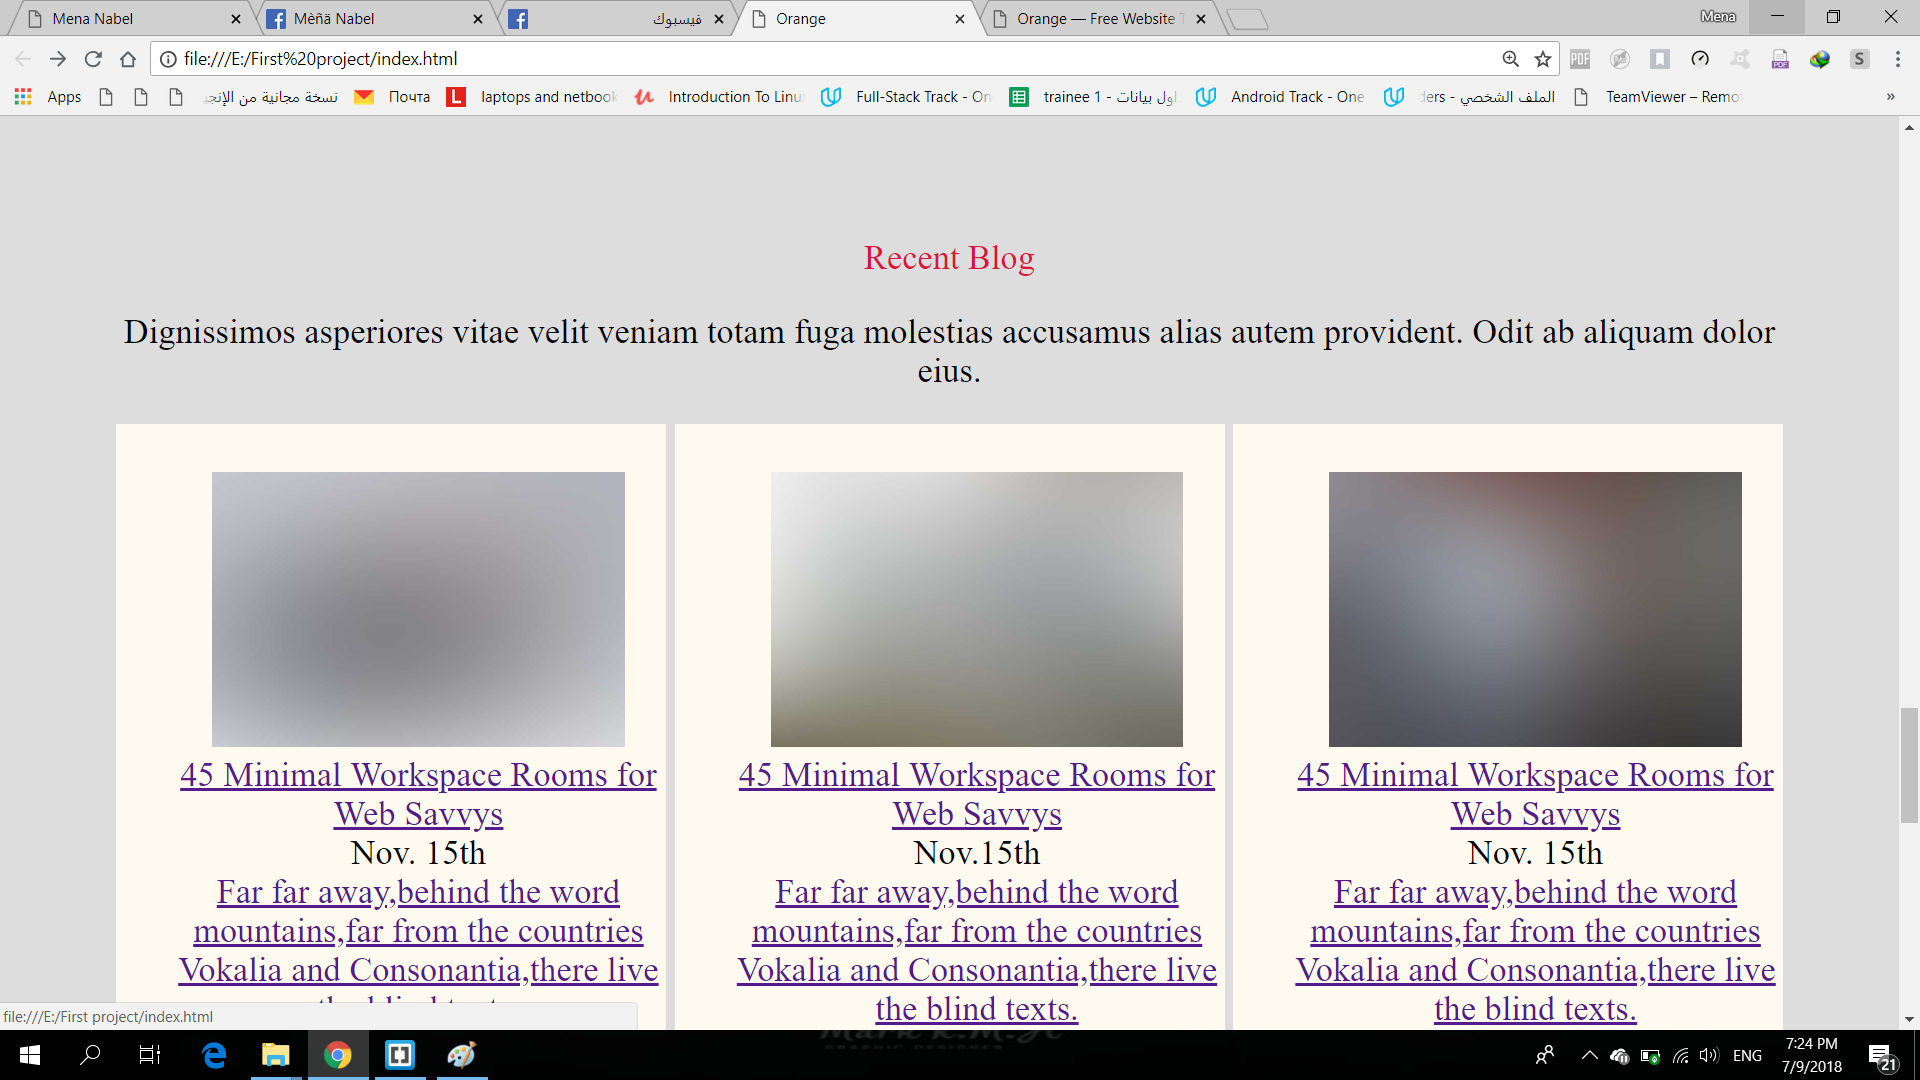 Mena Nabel
Mèñä Nabel
فيسبوك
Orange
Orange — Free Website
Mena
file:///E:/First%20project/index.html
PDF
PDF
S
Apps
نسخة مجانية من الإنجي
Почта
L
laptops and netbook
Introduction To Linu
Full-Stack Track - On
trainee 1 - اول بيانات
Android Track - One
ders - الملف الشخصي
TeamViewer – Remo
»
Recent Blog
Dignissimos asperiores vitae velit veniam totam fuga molestias accusamus alias autem provident. Odit ab aliquam dolor
eius.
45 Minimal Workspace Rooms for
Web Savvys
Nov. 15th
Far far away,behind the word
mountains,far from the countries
Vokalia and Consonantia,there live
45 Minimal Workspace Rooms for
Web Savvys
Nov.15th
Far far away,behind the word
mountains,far from the countries
Vokalia and Consonantia,there live
the blind texts.
45 Minimal Workspace Rooms for
Web Savvys
Nov. 15th
Far far away,behind the word
mountains,far from the countries
Vokalia and Consonantia,there live
the blind texts.
file:///E:/First project/index.html
ENG
7:24 PM
7/9/2018
21